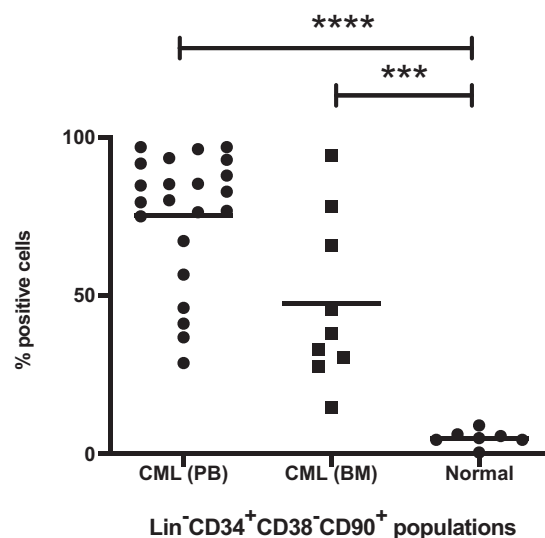 ****
***
100
50
0
% positive cells
CML (PB) CML (BM) Normal
Lin⁻CD34⁺CD38⁻CD90⁺ populations